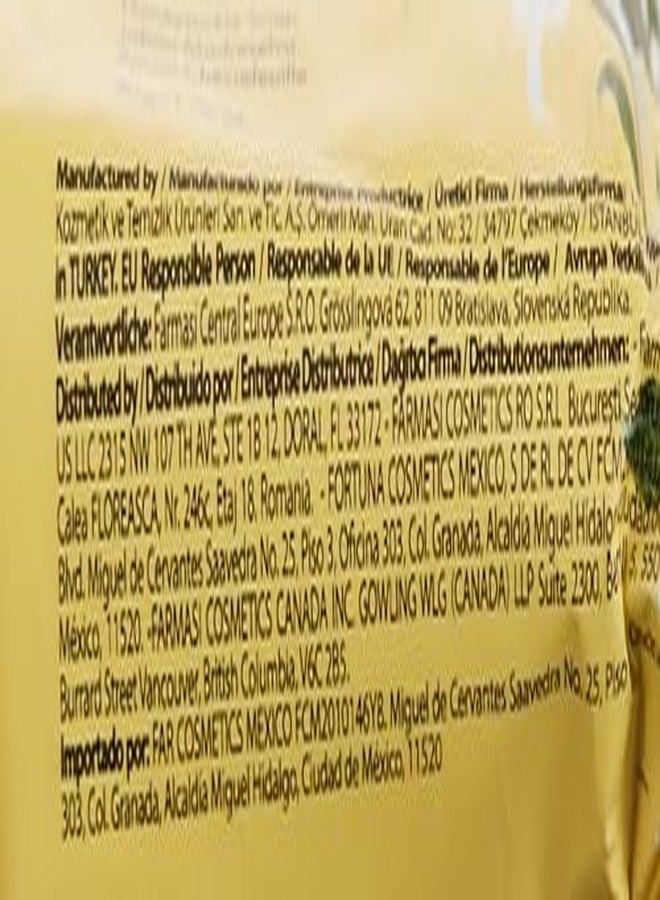 Manufactured by / Manufacturado por / Entreprise Productrice / Üretici Firma / Herstellungsfirma:
Kozmetik ve Temizlik Ürünleri San. ve Tic. A.Ş. Ömerli Mah. Uran Cad. No: 32 / 34797 Çekmeköy / İSTANBUL
in TURKEY. EU Responsible Person / Responsable de la UE / Responsable de l'Europe / Avrupa
Verantwortliche: Farmasi Central Europe S.R.O. Grösslingová 62, 811 09 Bratislava, Slovenská Republika.
Distributed by / Distribuido por / Entreprise Distributrice / Dağıtıcı Firma / Distributionsunternehmen: -
US LLC 2315 NW 107 TH AVE. STE 1B 12, DORAL, FL 33172 - FARMASI COSMETICS RO S.R.L. Bucuresti
Calea FLOREASCA, Nr. 246c, Etaj 18. Romania. - FORTUNA COSMETICS MEXICO, S DE RL DE CV
Blvd. Miguel de Cervantes Saavedra No. 25, Piso 3, Oficina 303, Col. Granada, Alcaldía Miguel Hidalgo
México, 11520. -FARMASI COSMETICS CANADA INC. GOWLING WLG (CANADA) LLP Suite 2300,
Burrard Street Vancouver, British Columbia, V6C 2B5.
Importado por: FAR COSMETICS MEXICO FCM2010146Y8. Miguel de Cervantes Saavedra No. 25, Piso
303, Col. Granada, Alcaldía Miguel Hidalgo, Ciudad de México, 11520